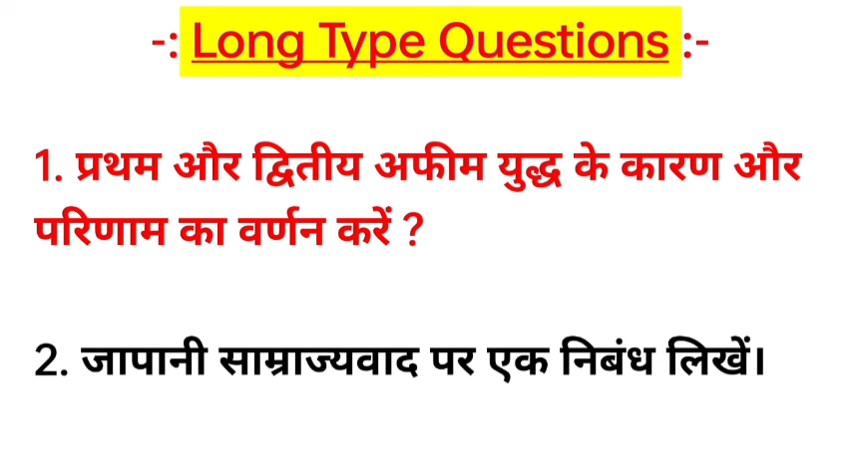 -: Long Type Questions :-
1. प्रथम और द्वितीय अफीम युद्ध के कारण और
परिणाम का वर्णन करें ?
2. जापानी साम्राज्यवाद पर एक निबंध लिखें।